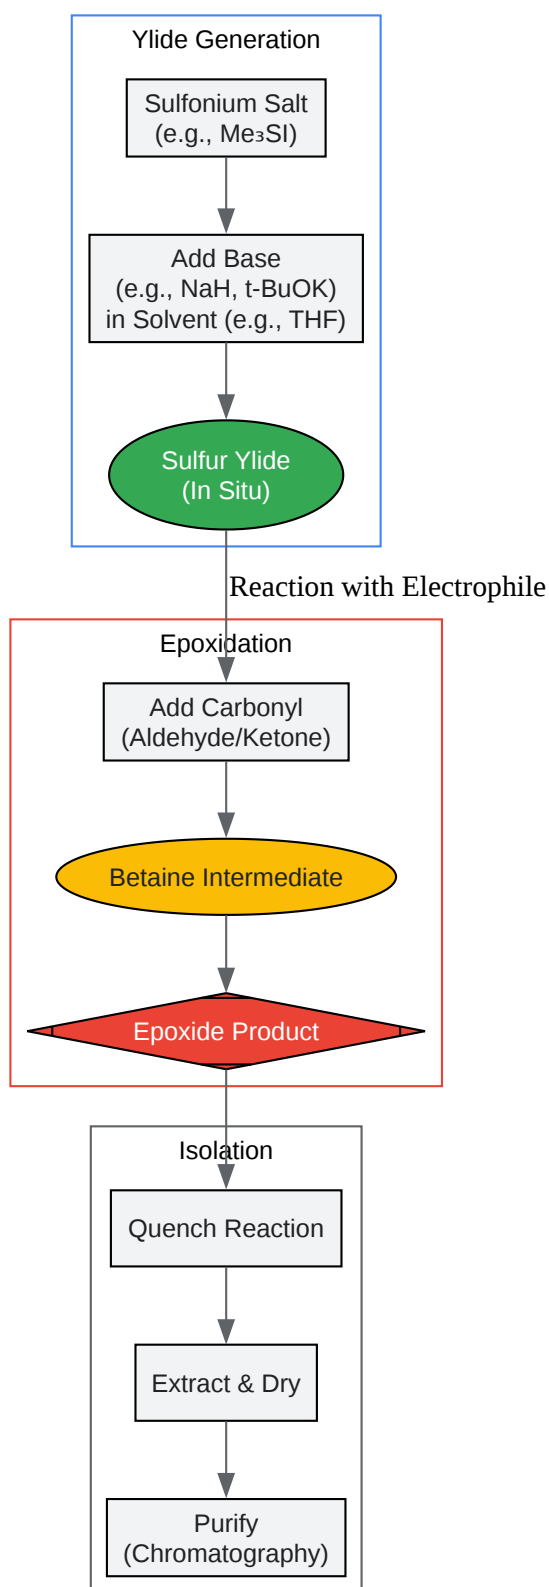 Ylide Generation
Sulfonium Salt
(e.g., Me₃SI)
Add Base
(e.g., NaH, t-BuOK)
in Solvent (e.g., THF)
Sulfur Ylide
(In Situ)
Reaction with Electrophile
Epoxidation
Add Carbonyl
(Aldehyde/Ketone)
Betaine Intermediate
Epoxide Product
Isolation
Quench Reaction
Extract & Dry
Purify
(Chromatography)